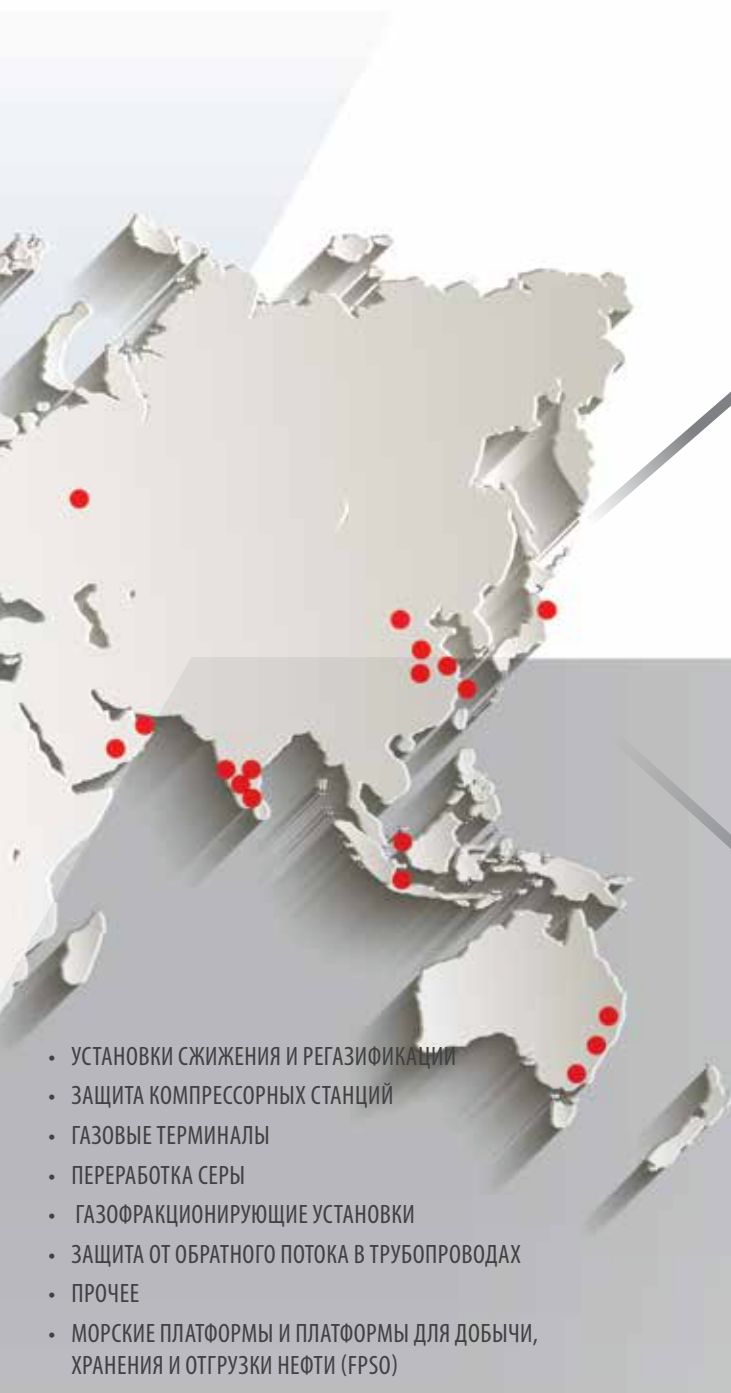 • УСТАНОВКИ СЖИЖЕНИЯ И РЕГАЗИФИКАЦИИ
• ЗАЩИТА КОМПРЕССОРНЫХ СТАНЦИЙ
• ГАЗОВЫЕ ТЕРМИНАЛЫ
• ПЕРЕРАБОТКА СЕРЫ
• ГАЗОФРАКЦИОНИРУЮЩИЕ УСТАНОВКИ
• ЗАЩИТА ОТ ОБРАТНОГО ПОТОКА В ТРУБОПРОВОДАХ
• ПРОЧЕЕ
• МОРСКИЕ ПЛАТФОРМЫ И ПЛАТФОРМЫ ДЛЯ ДОБЫЧИ,
ХРАНЕНИЯ И ОТГРУЗКИ НЕФТИ (FPSO)